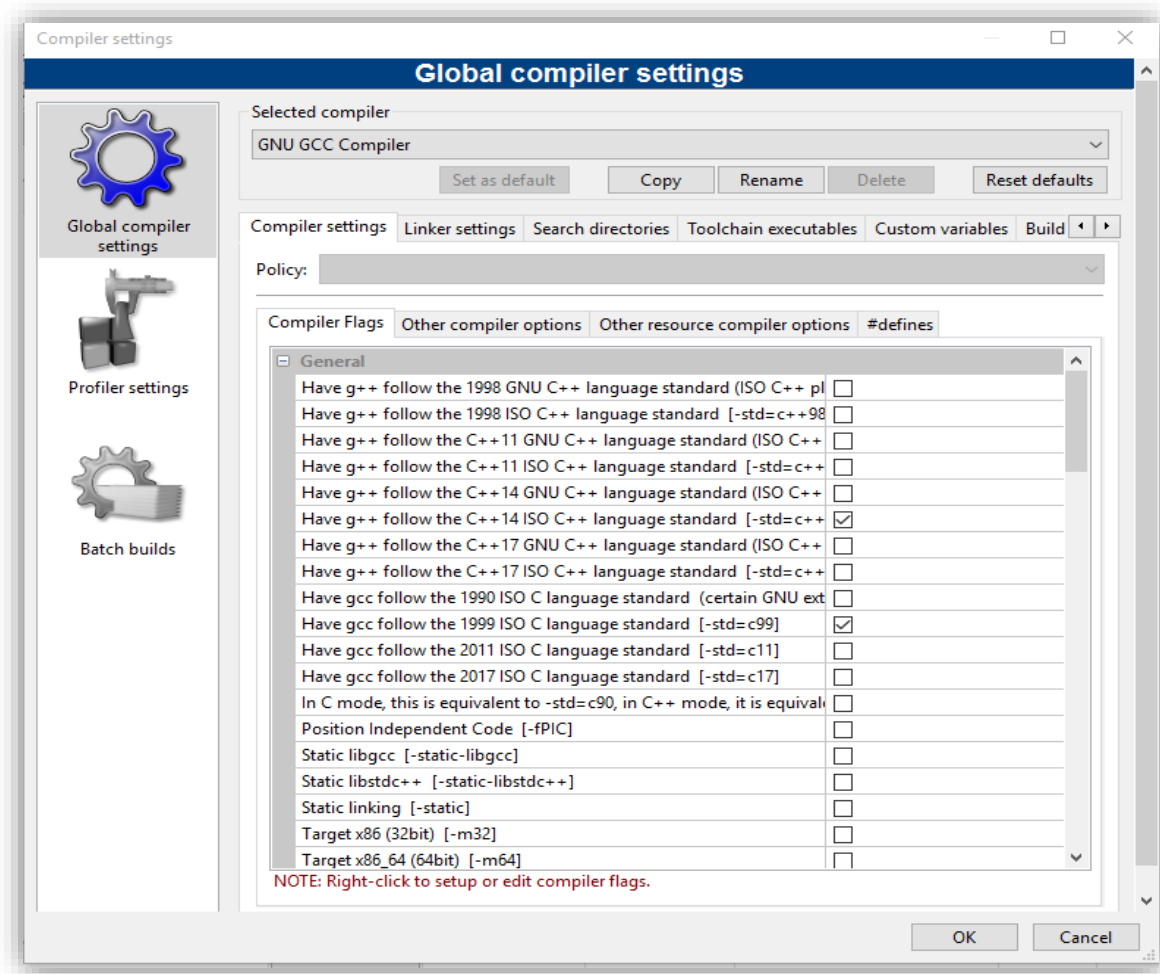 Compiler settings
Global compiler settings
Global compiler
settings
Profiler settings
Batch builds
Selected compiler
GNU GCC Compiler
Set as default Copy Rename Delete Reset defaults
Compiler settings Linker settings Search directories Toolchain executables Custom variables Build
Policy:
Compiler Flags Other compiler options Other resource compiler options #defines
General
Have g++ follow the 1998 GNU C++ language standard (ISO C++ pl
Have g++ follow the 1998 ISO C++ language standard [-std=c++98
Have g++ follow the C++11 GNU C++ language standard (ISO C++
Have g++ follow the C++11 ISO C++ language standard [-std=c++
Have g++ follow the C++14 GNU C++ language standard (ISO C++
Have g++ follow the C++14 ISO C++ language standard [-std=c++
Have g++ follow the C++17 GNU C++ language standard (ISO C++
Have g++ follow the C++17 ISO C++ language standard [-std=c++
Have gcc follow the 1990 ISO C language standard (certain GNU ext
Have gcc follow the 1999 ISO C language standard [-std=c99]
Have gcc follow the 2011 ISO C language standard [-std=c11]
Have gcc follow the 2017 ISO C language standard [-std=c17]
In C mode, this is equivalent to -std=c90, in C++ mode, it is equival
Position Independent Code [-fPIC]
Static libgcc [-static-libgcc]
Static libstdc++ [-static-libstdc++]
Static linking [-static]
Target x86 (32bit) [-m32]
Target x86_64 (64bit) [-m64]
NOTE: Right-click to setup or edit compiler flags.
OK Cancel